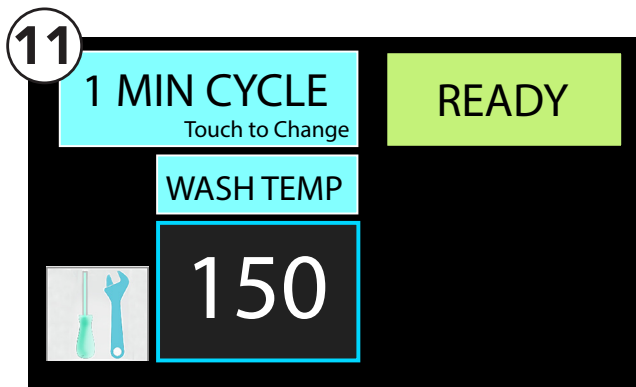 11
1 MIN CYCLE
Touch to Change
READY
WASH TEMP
150